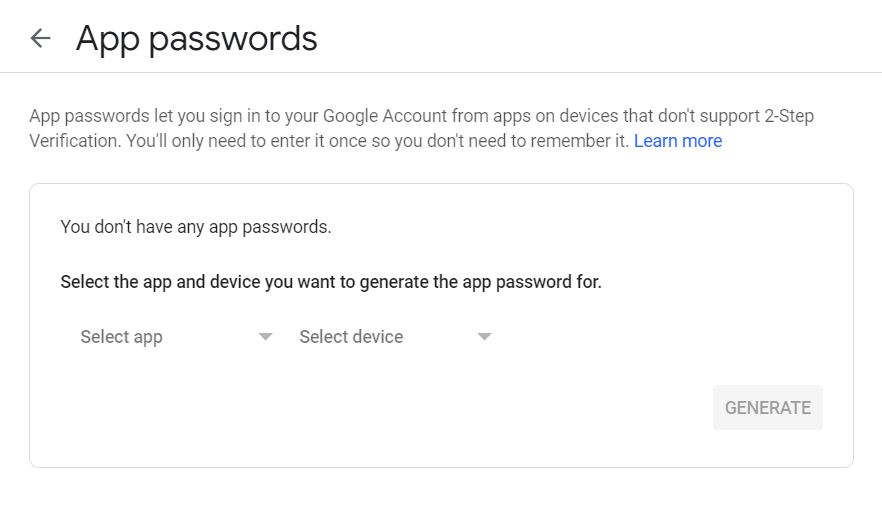 App passwords
App passwords let you sign in to your Google Account from apps on devices that don't support 2-Step
Verification. You'll only need to enter it once so you don't need to remember it. Learn more
You don't have any app passwords.
Select the app and device you want to generate the app password for.
Select app Select device
GENERATE